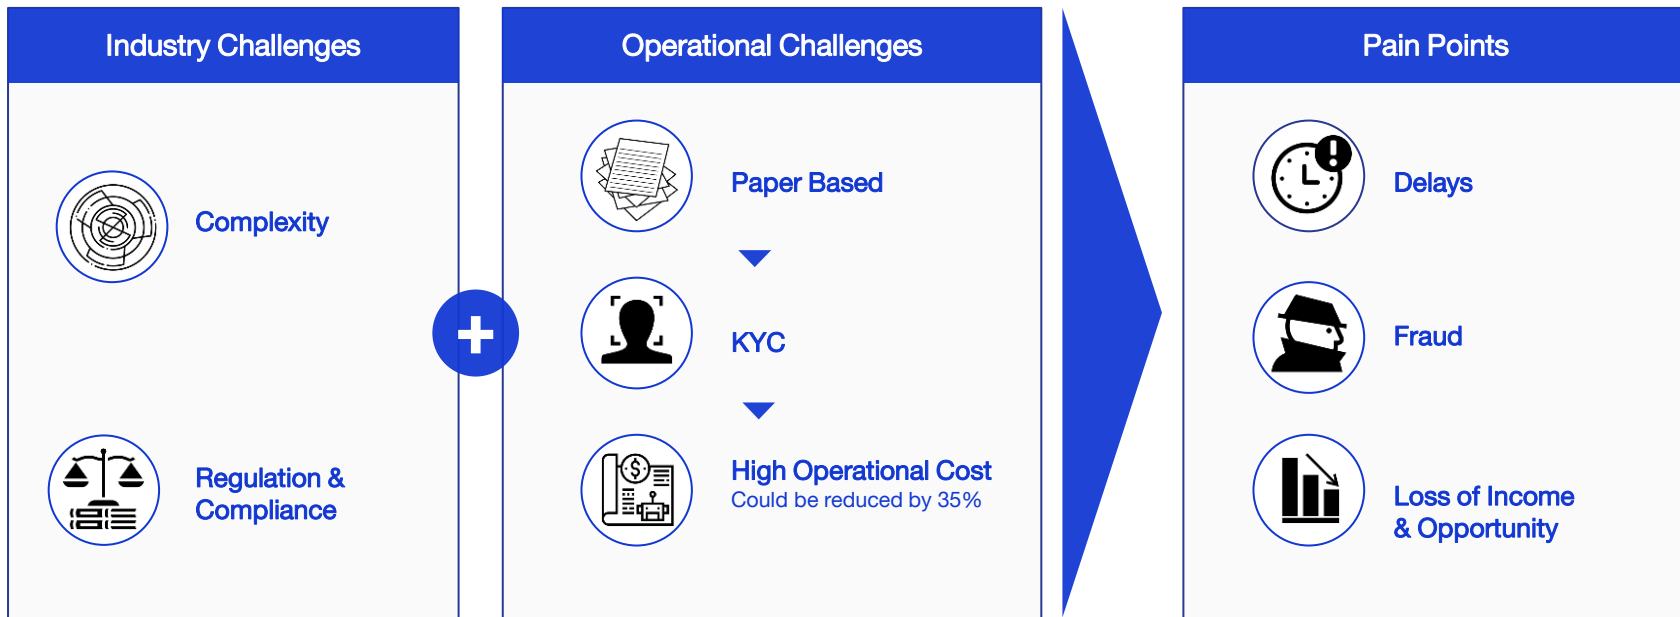 Industry Challenges
Complexity
Regulation &
Compliance
+
Operational Challenges
Paper Based
KYC
High Operational Cost
Could be reduced by 35%
Pain Points
Delays
Fraud
Loss of Income
& Opportunity